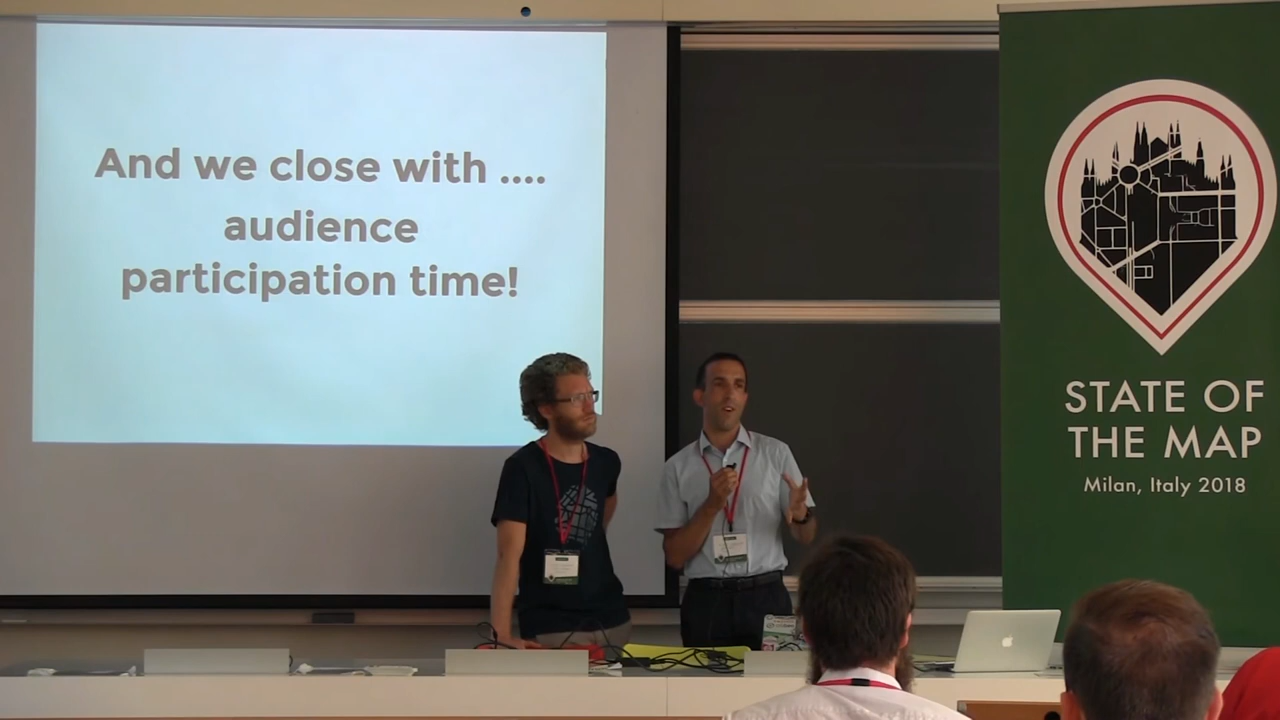 And we close with ....
audience
participation time!
STATE OF
THE MAP
Milan, Italy 2018